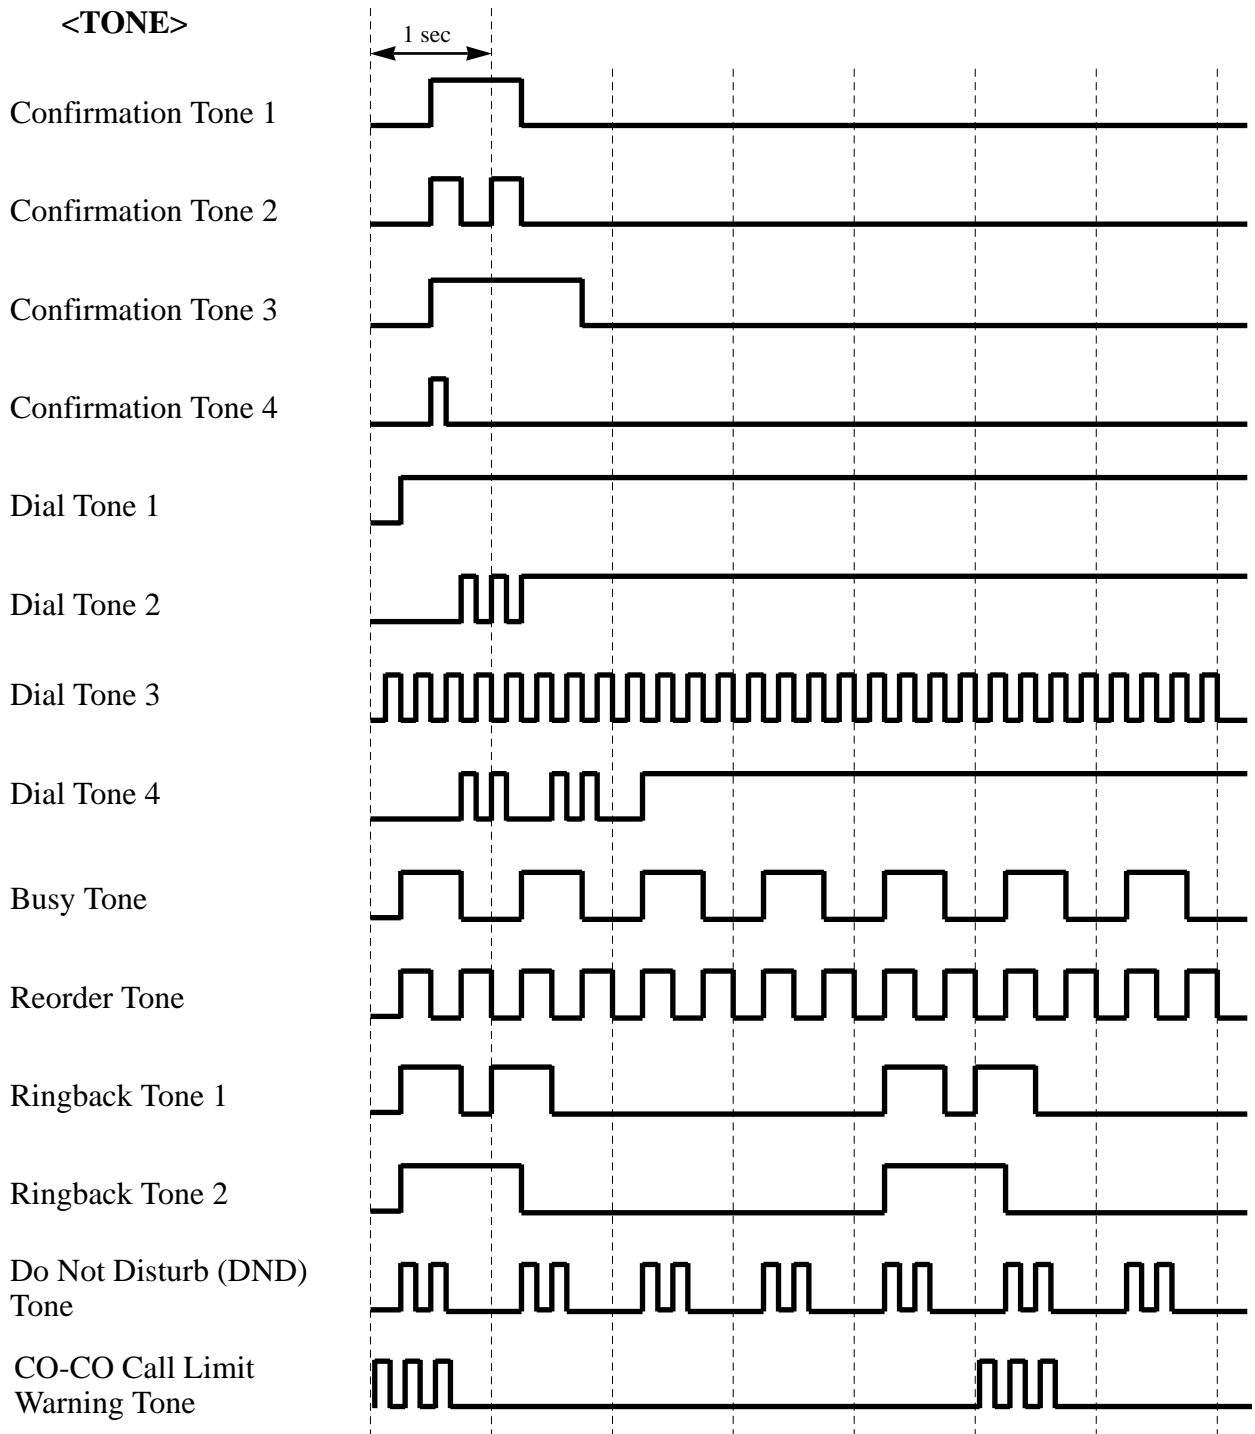 <TONE>
1 sec
Confirmation Tone 1
Confirmation Tone 2
Confirmation Tone 3
Confirmation Tone 4
Dial Tone 1
Dial Tone 2
Dial Tone 3
Dial Tone 4
Busy Tone
Reorder Tone
Ringback Tone 1
Ringback Tone 2
Do Not Disturb (DND)
Tone
CO-CO Call Limit
Warning Tone